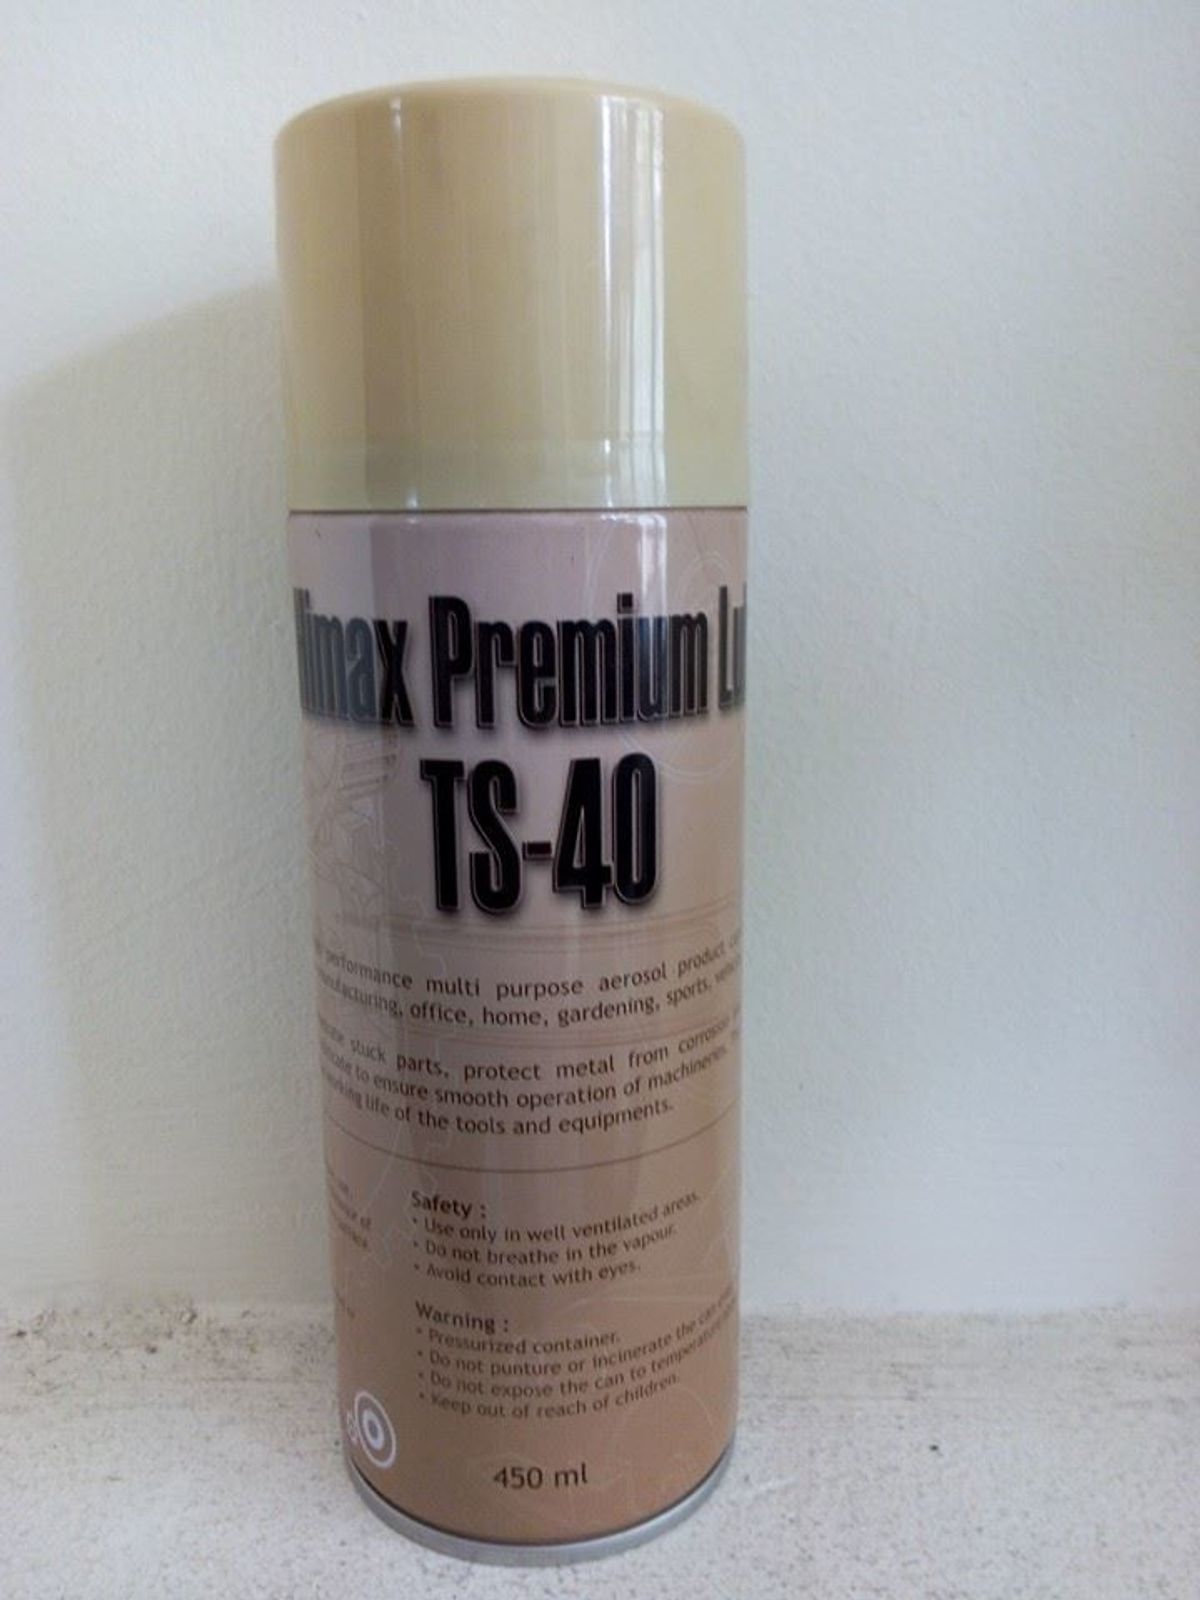 Premium
TS-40
performance multi purpose aerosol product
office, home, gardening, sports,
stuck parts, protect metal from corrosion
to ensure smooth operation of machineries.
working life of the tools and equipments.
Safety :
• Use only in well ventilated areas.
• Do not breathe in the vapour.
• Avoid contact with eyes.
Warning :
• Pressurized container.
• Do not punture or incinerate the can
• Do not expose the can to temperature
• Keep out of reach of children.
450 ml